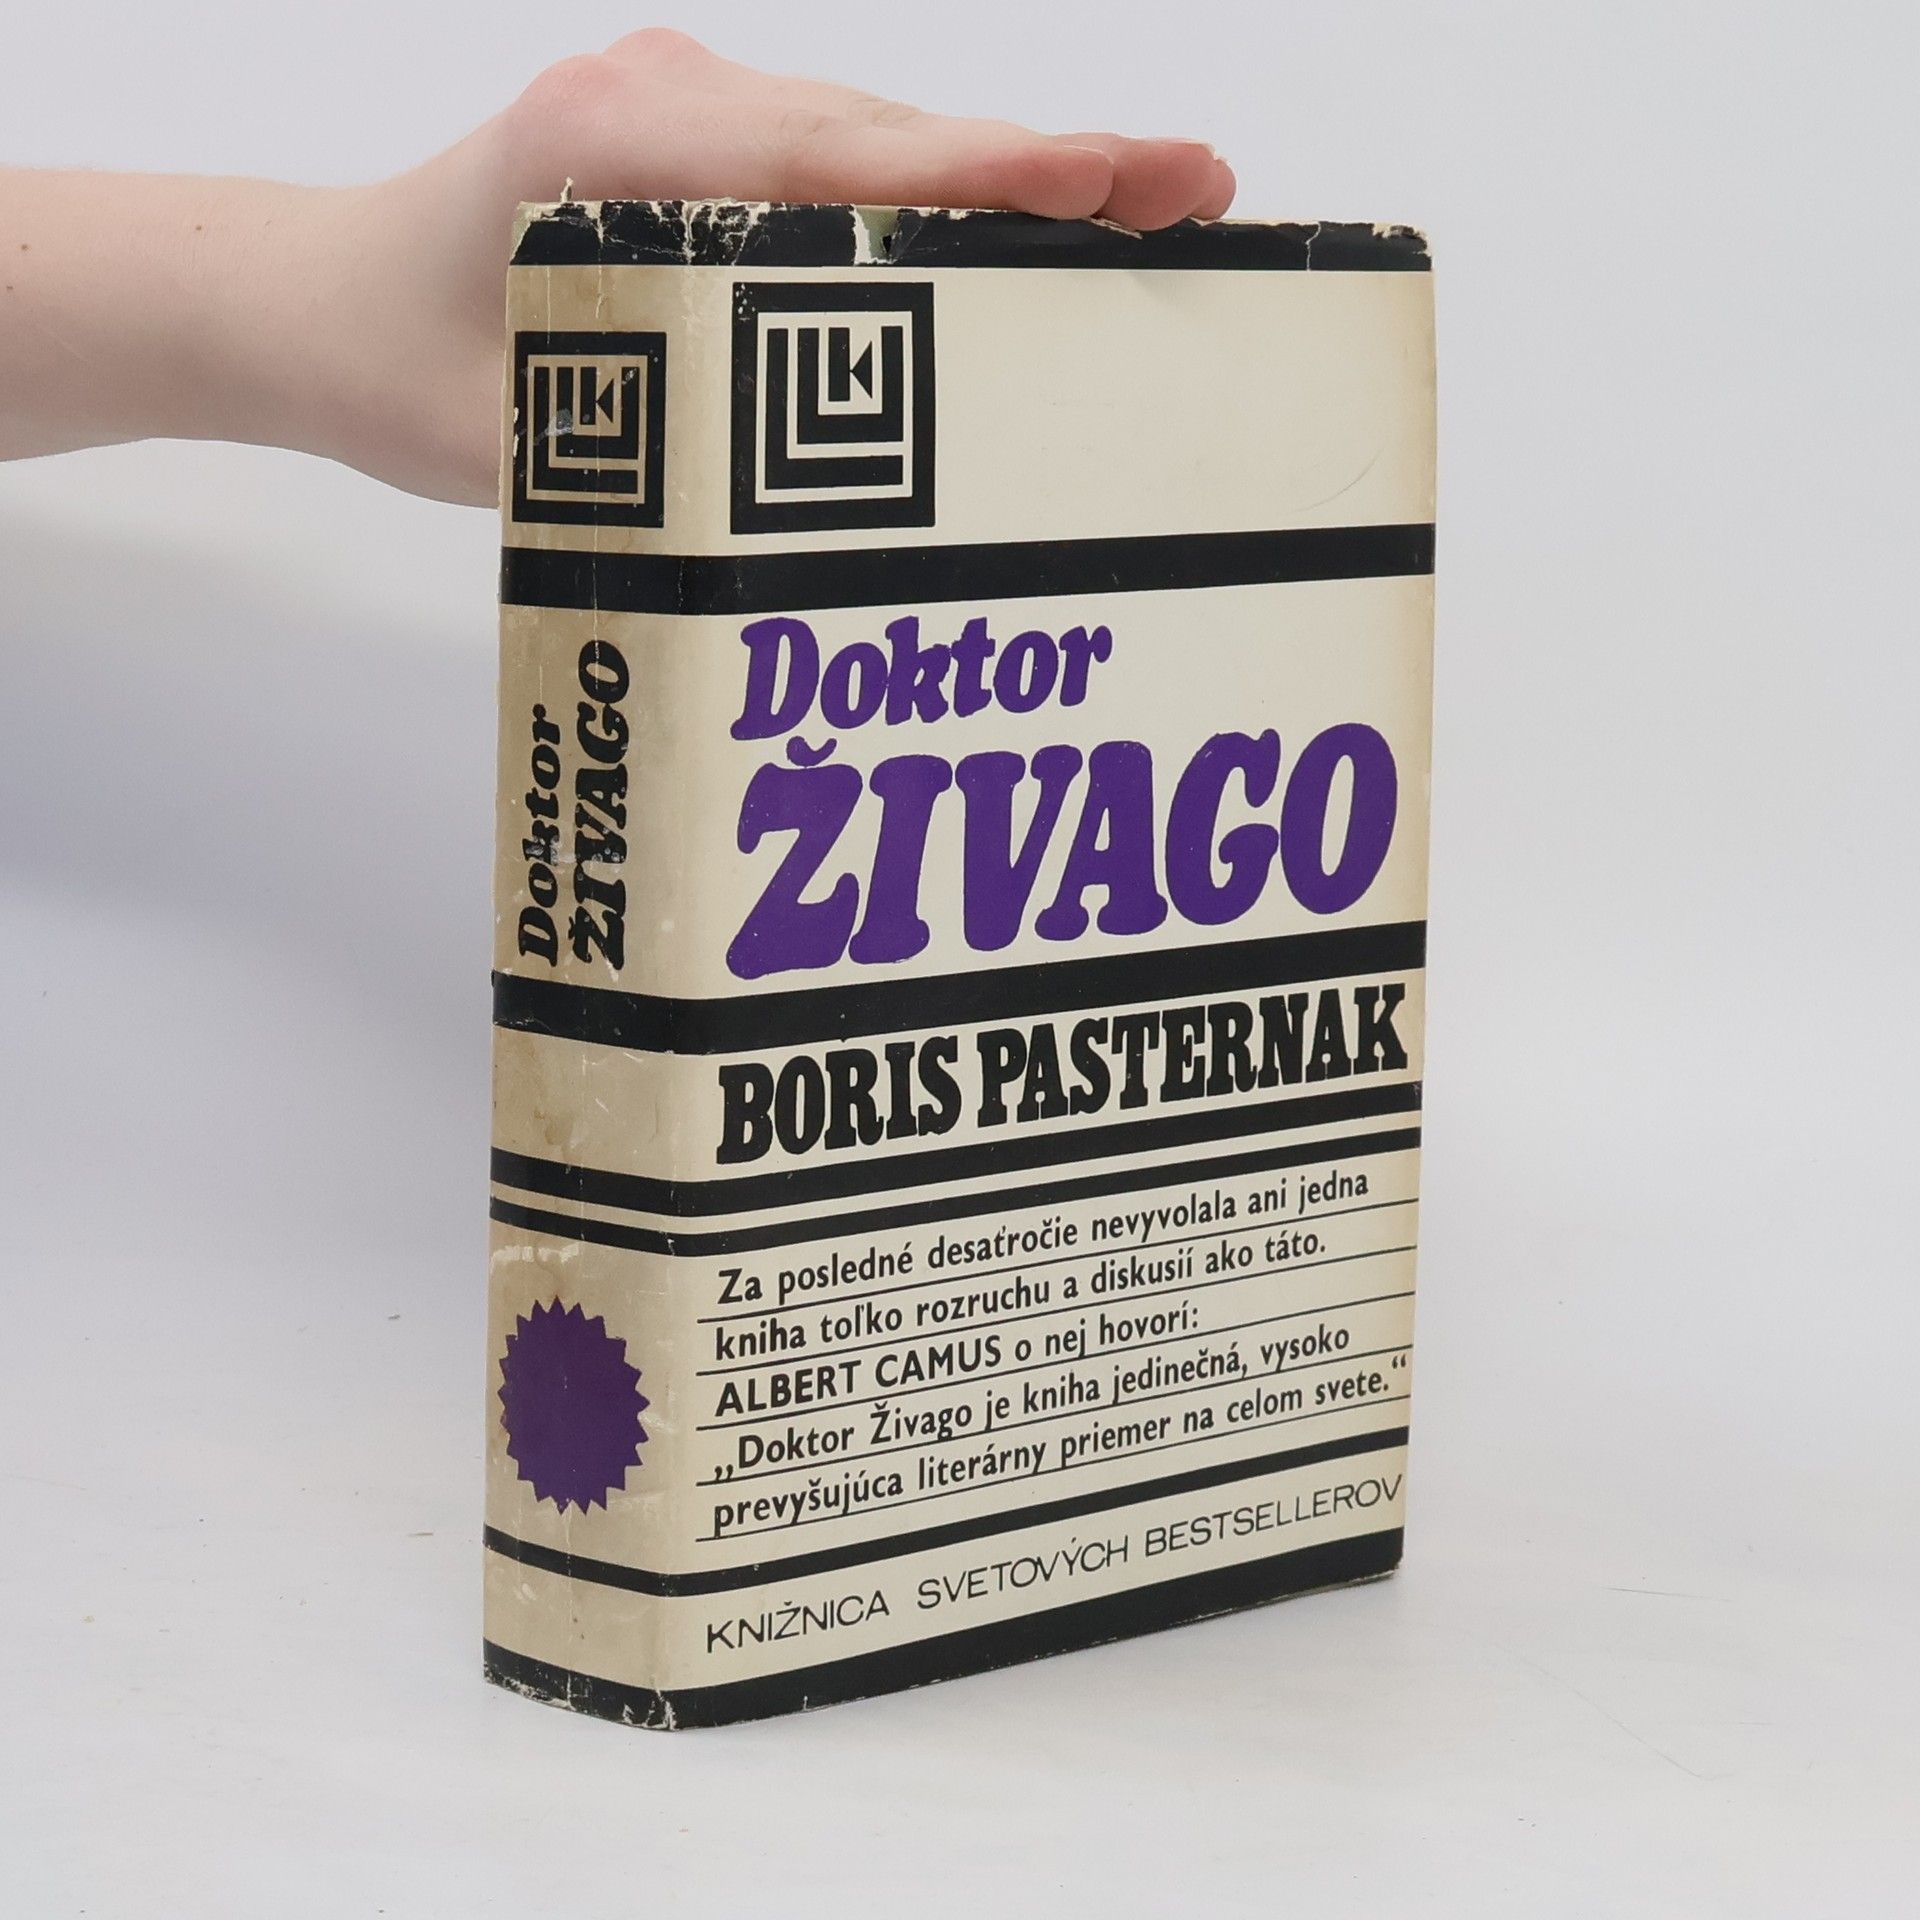 Doktor
ŽIVAGO
K
K
Doktor
ŽIVAGO
BORIS PASTERNAK
Za posledné desaťročie nevyvolala ani jedna
kniha toľko rozruchu a diskusií ako táto.
ALBERT CAMUS o nej hovorí:
„Doktor Živago je kniha jedinečná, vysoko
prevyšujúca literárny priemer na celom svete.“
KNIŽNICA SVETOVÝCH BESTSELLEROV